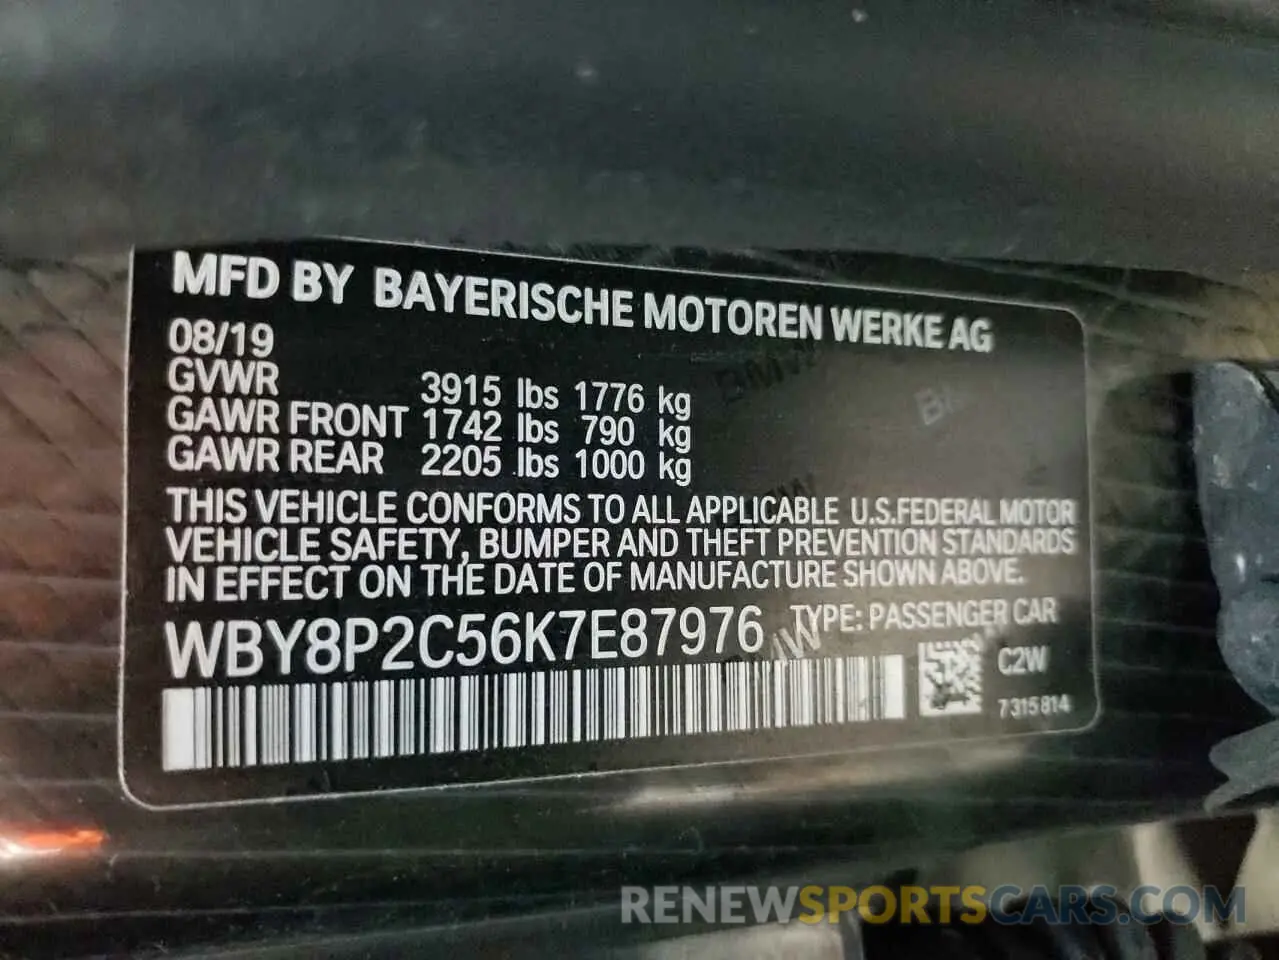 MFD BY BAYERISCHE MOTOREN WERKE AG
08/19
GVWR 3915 lbs 1776 kg
GAWR FRONT 1742 lbs 790 kg
GAWR REAR 2205 lbs 1000 kg
THIS VEHICLE CONFORMS TO ALL APPLICABLE U.S.FEDERAL MOTOR
VEHICLE SAFETY, BUMPER AND THEFT PREVENTION STANDARDS
IN EFFECT ON THE DATE OF MANUFACTURE SHOWN ABOVE.
WBY8P2C56K7E87976 TYPE: PASSENGER CAR
C2W
7315814
RENEWSPORTSCARS.COM